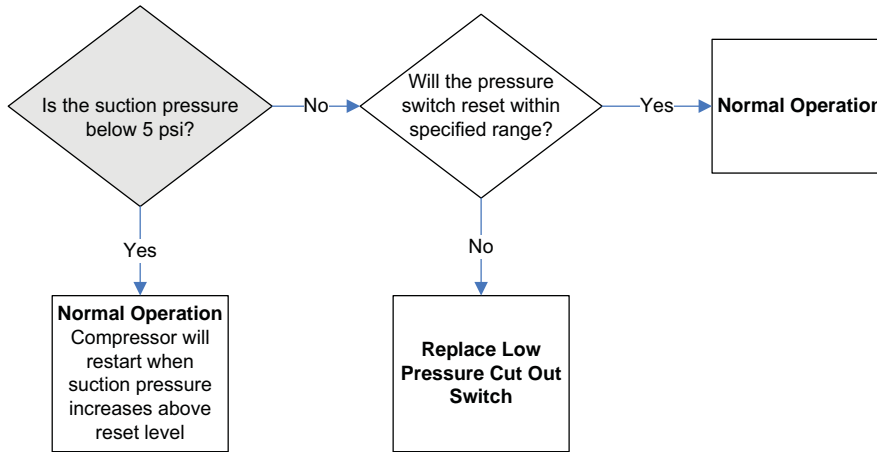 Is the suction pressure
below 5 psi?
No
Will the pressure
switch reset within
specified range?
Yes
Normal Operation
Yes
No
Normal Operation
Compressor will
restart when
suction pressure
increases above
reset level
Replace Low
Pressure Cut Out
Switch